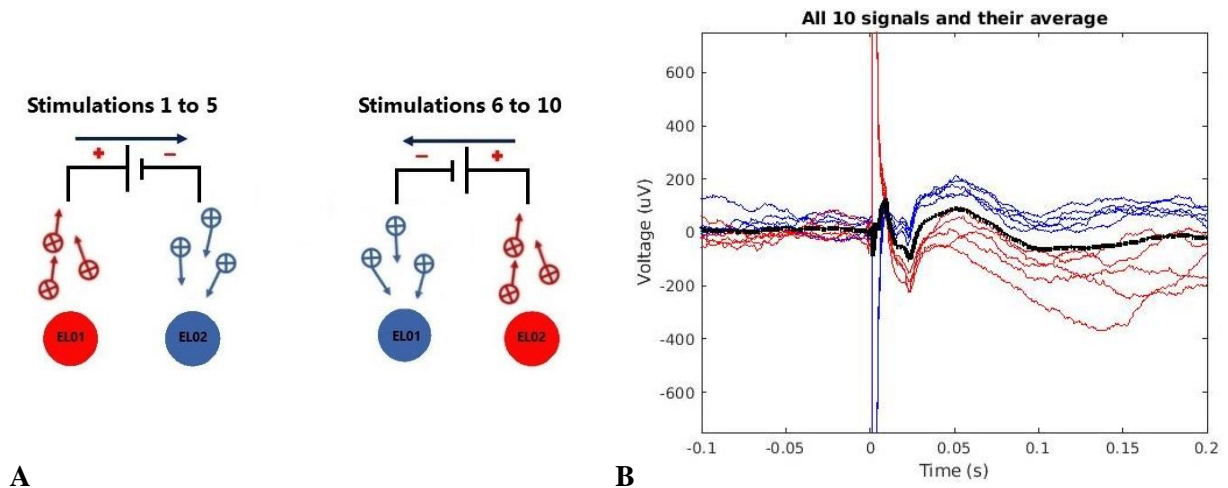 Stimulations 1 to 5
+ −
EL01 EL02
Stimulations 6 to 10
− +
EL01 EL02
A
All 10 signals and their average
Voltage (uV)
600
400
200
0
-200
-400
-600
-0.1 -0.05 0 0.05 0.1 0.15 0.2
Time (s)
B